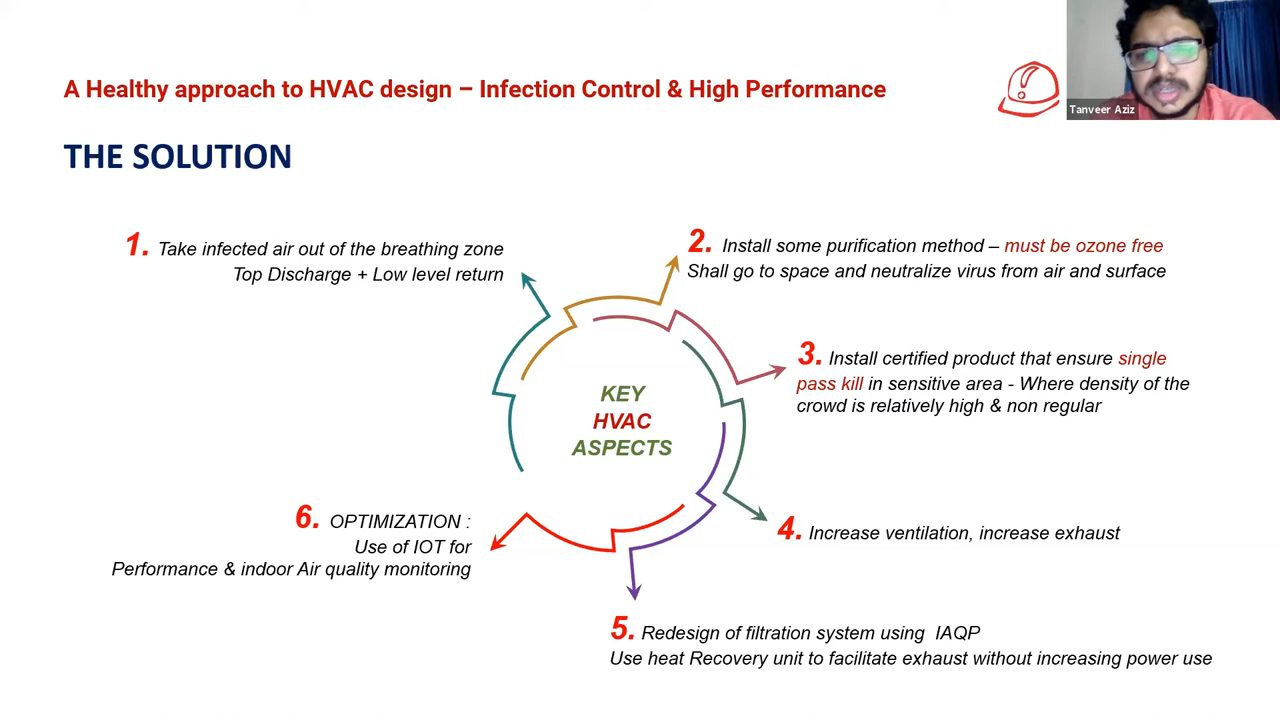 A Healthy approach to HVAC design – Infection Control & High Performance
Tanveer Aziz
THE SOLUTION
1. Take infected air out of the breathing zone
Top Discharge + Low level return
2. Install some purification method – must be ozone free
Shall go to space and neutralize virus from air and surface
3. Install certified product that ensure single
pass kill in sensitive area - Where density of the
crowd is relatively high & non regular
KEY
HVAC
ASPECTS
4. Increase ventilation, increase exhaust
5. Redesign of filtration system using IAQP
Use heat Recovery unit to facilitate exhaust without increasing power use
6. OPTIMIZATION :
Use of IOT for
Performance & indoor Air quality monitoring